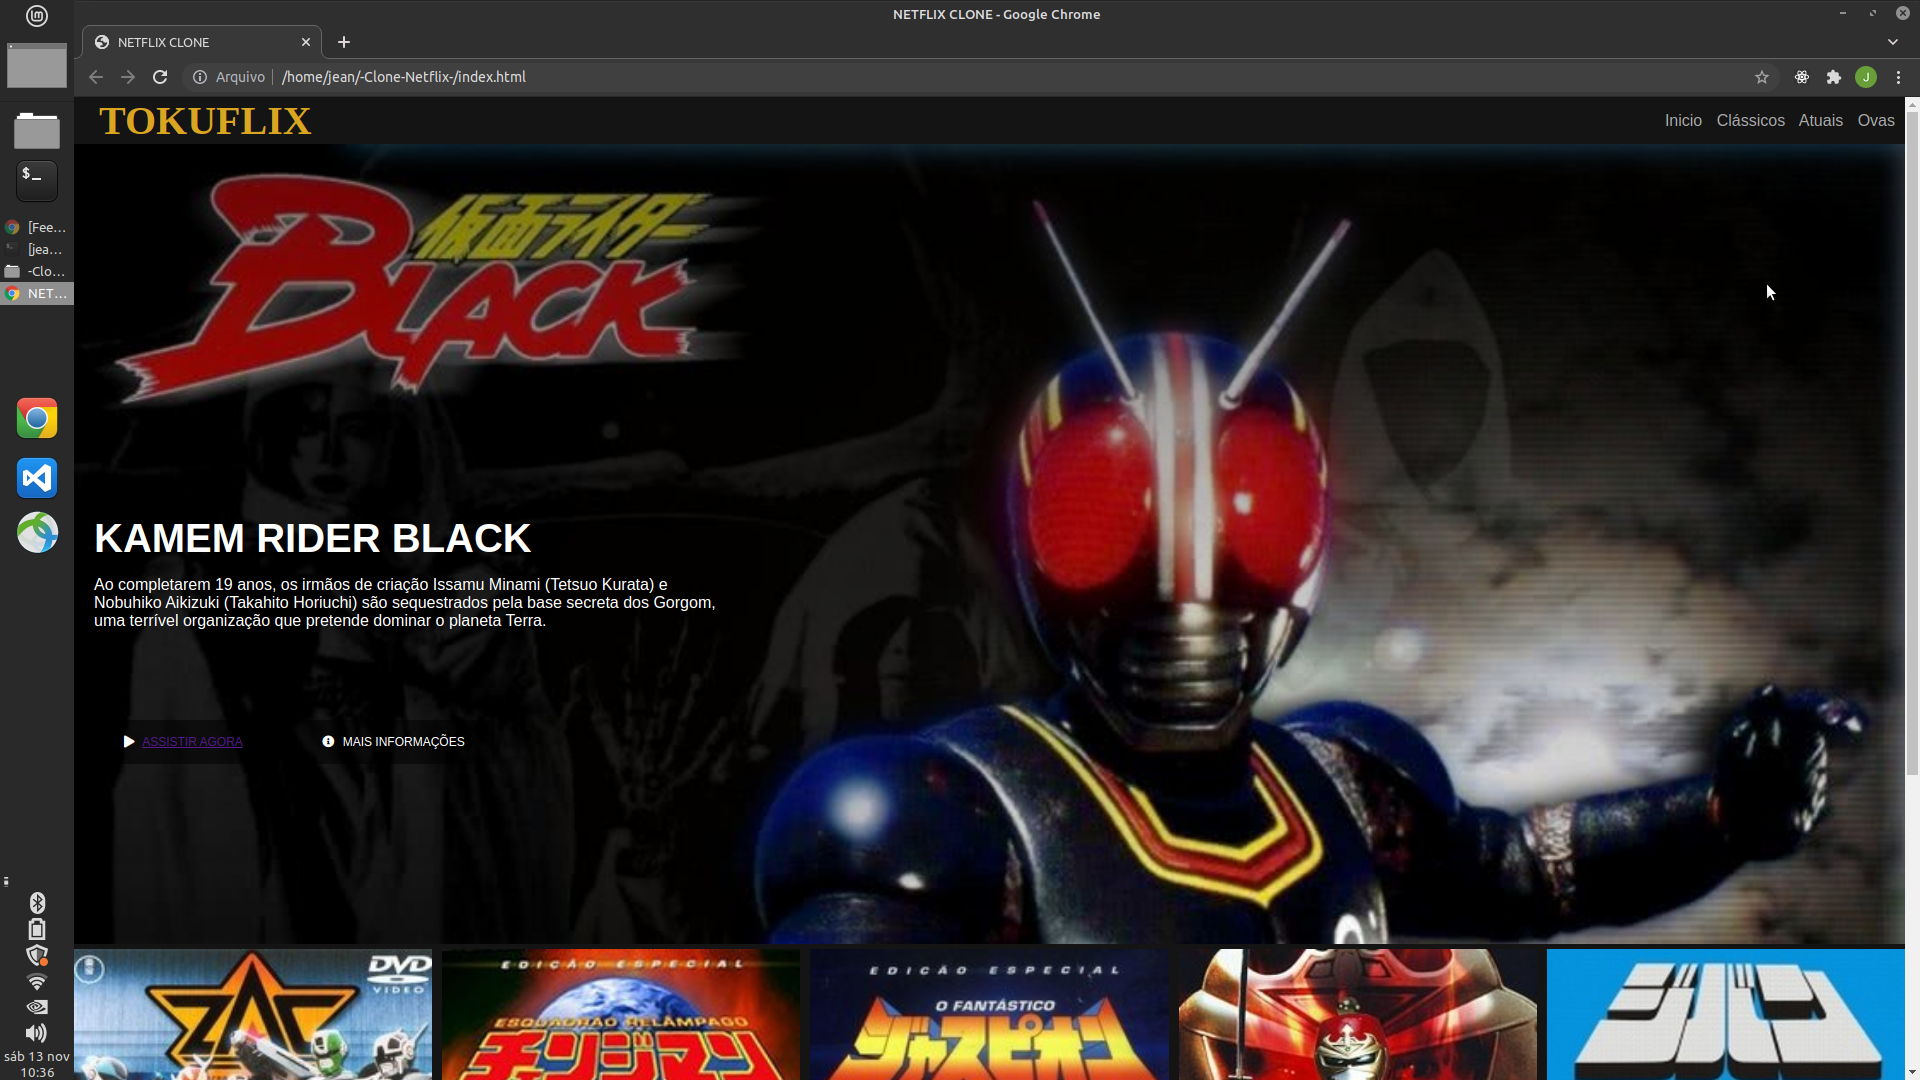 NETFLIX CLONE - Google Chrome
NETFLIX CLONE
Arquivo
/home/jean/-Clone-Netflix-/index.html
J
[Fee...
[jea...
-Clo...
NET...
TOKUFLIX
Inicio
Clássicos
Atuais
Ovas
仮面ライダー
BLACK
KAMEM RIDER BLACK
Ao completarem 19 anos, os irmãos de criação Issamu Minami (Tetsuo Kurata) e
Nobuhiko Aikizuki (Takahito Horiuchi) são sequestrados pela base secreta dos Gorgom,
uma terrível organização que pretende dominar o planeta Terra.
ASSISTIR AGORA
MAIS INFORMAÇÕES
DVD
VIDEO
ZAC
EDICÃO ESPECIAL
ESQUADRÃO RELÂMPAGO
チェンジマン
EDICÃO ESPECIAL
O FANTÁSTICO
ジャスピオン
ジバン
sáb 13 nov
10:36